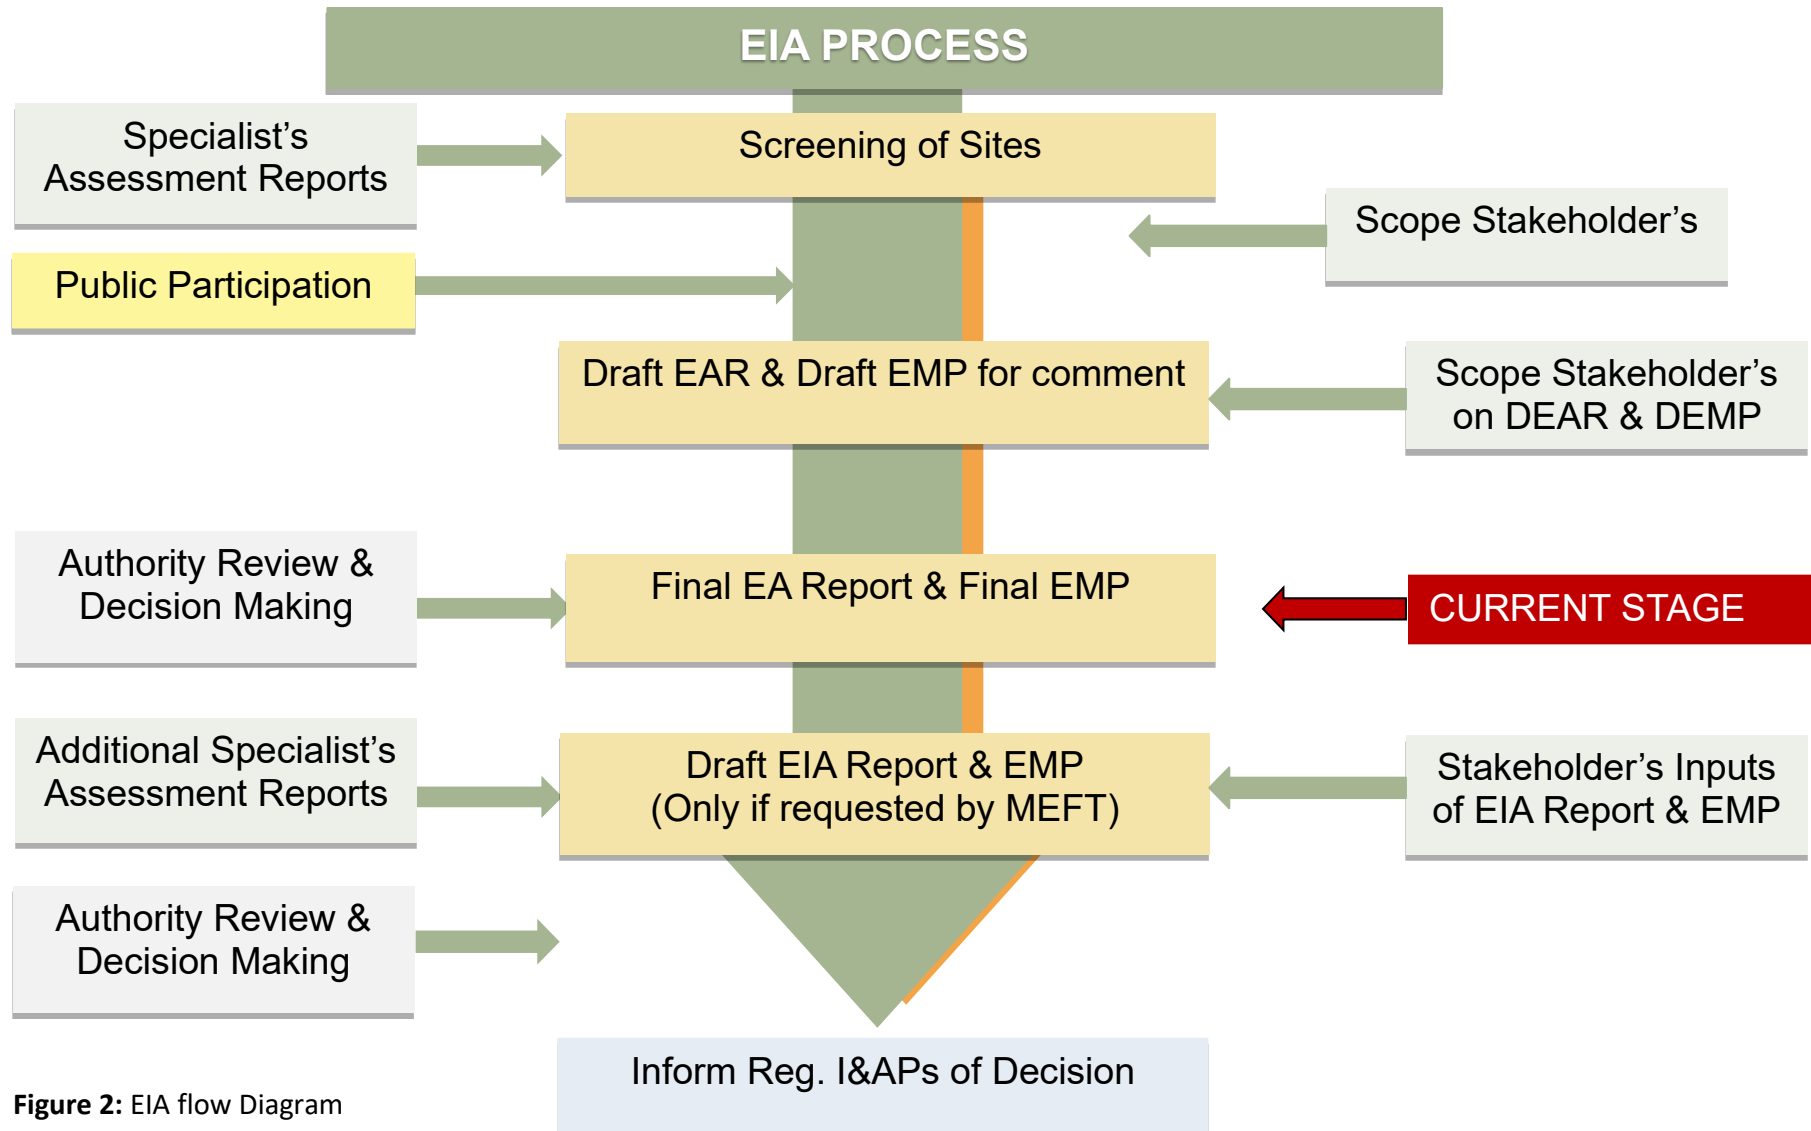 EIA PROCESS
Specialist's
Assessment Reports
Screening of Sites
Scope Stakeholder's
Public Participation
Draft EAR & Draft EMP for comment
Scope Stakeholder's
on DEAR & DEMP
Authority Review &
Decision Making
Final EA Report & Final EMP
CURRENT STAGE
Additional Specialist's
Assessment Reports
Draft EIA Report & EMP
(Only if requested by MEFT)
Stakeholder's Inputs
of EIA Report & EMP
Authority Review &
Decision Making
Inform Reg. I&APs of Decision
Figure 2: EIA flow Diagram